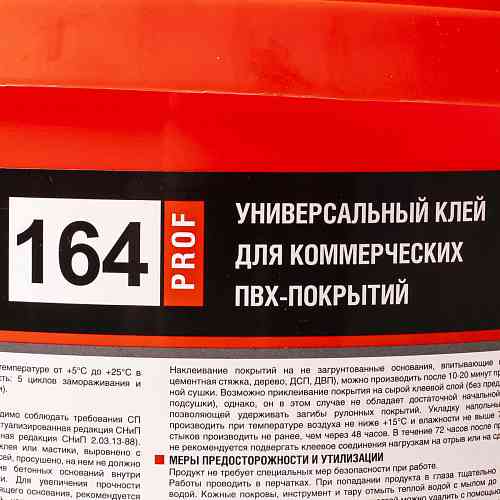 164
PROF
УНИВЕРСАЛЬНЫЙ КЛЕЙ
ДЛЯ КОММЕРЧЕСКИХ
ПВХ-ПОКРЫТИЙ
температуре от +5°С до +25°С в
5 циклов замораживания и
соблюдать требования СП
редакция СНиП
ная редакция СНиП 2.03.13-88).
клея или мастики, выровнено с
сей, просушено, на нем не должно
бетонных оснований внутри
Для увеличения прочности
основания, рекомендуется
Наклеивание покрытий на не загрунтованные основания, впитывающие
цементная стяжка, дерево, ДСП, ДВП), можно производить после 10-20 минут
ной сушки. Возможно приклеивание покрытия на сырой клеевой слой (без
подсушки), однако, он в этом случае не обладает достаточной начальной
позволяющей удерживать загибы рулонных покрытий. Укладку
производить при температуре воздуха не ниже +15°С и влажности не выше
стыков производить не ранее, чем через 48 часов. В течение 72 часов после
не рекомендуется подвергать клеевое соединение нагрузкам на отрыв или на
МЕРЫ ПРЕДОСТОРОЖНОСТИ И УТИЛИЗАЦИИ
Продукт не требует специальных мер безопасности при работе.
Работать в перчатках. При попадании продукта в глаза тщательно
водой. Кожные покровы, инструмент и тару отмыть теплой водой с мылом до
можно удалить с помощью